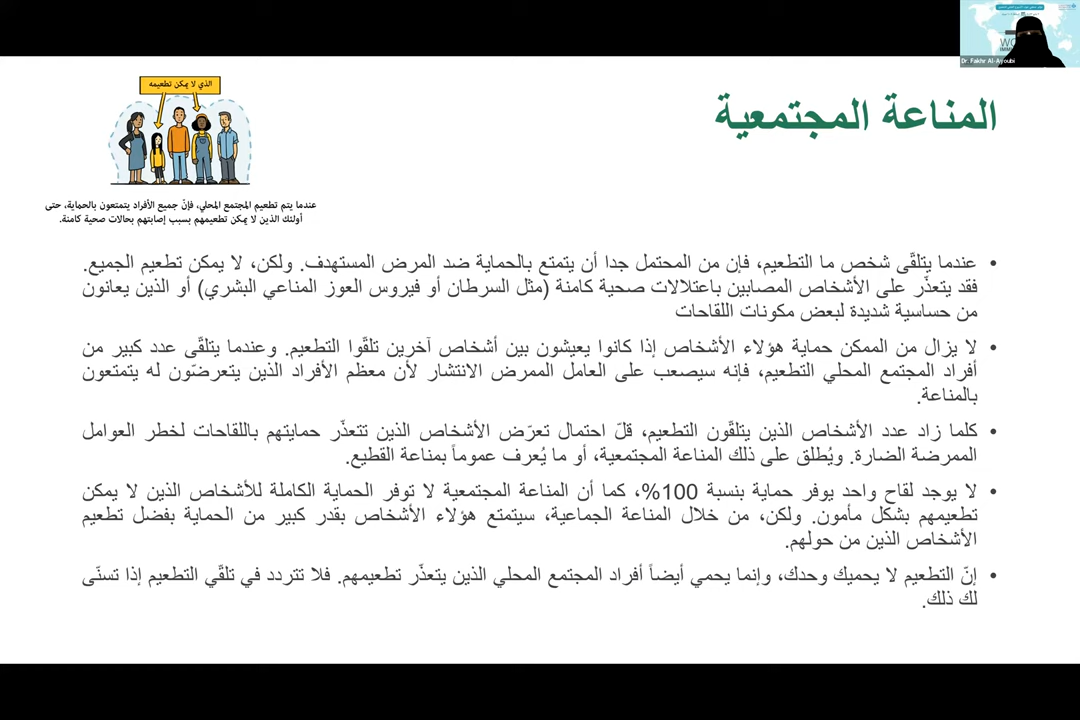 Dr. Fakhr Al-Ayoubi
المناعة المجتمعية
الذي لا يمكن تطعيمه
عندما يتم تطعيم المجتمع المحلي، فإنّ جميع الأفراد يتمتعون بالحماية، حتى
أولئك الذين لا يمكن تطعيمهم بسبب إصابتهم بحالات صحية كامنة.
• عندما يتلقّى شخص ما التطعيم، فإن من المحتمل جدا أن يتمتع بالحماية ضد المرض المستهدف. ولكن، لا يمكن تطعيم الجميع.
فقد يتعذّر على الأشخاص المصابين باعتلالات صحية كامنة (مثل السرطان أو فيروس العوز المناعي البشري) أو الذين يعانون
من حساسية شديدة لبعض مكونات اللقاحات
• لا يزال من الممكن حماية هؤلاء الأشخاص إذا كانوا يعيشون بين أشخاص آخرين تلقّوا التطعيم. وعندما يتلقّى عدد كبير من
أفراد المجتمع المحلي التطعيم، فإنه سيصعب على العامل الممرض الانتشار لأن معظم الأفراد الذين يتعرضّون له يتمتعون
بالمناعة.
• كلما زاد عدد الأشخاص الذين يتلقّون التطعيم، قلّ احتمال تعرّض الأشخاص الذين تتعذّر حمايتهم باللقاحات لخطر العوامل
الممرضة الضارة. ويُطلق على ذلك المناعة المجتمعية، أو ما يُعرف عموماً بمناعة القطيع.
• لا يوجد لقاح واحد يوفر حماية بنسبة 100%، كما أن المناعة المجتمعية لا توفر الحماية الكاملة للأشخاص الذين لا يمكن
تطعيمهم بشكل مأمون. ولكن، من خلال المناعة الجماعية، سيتمتع هؤلاء الأشخاص بقدر كبير من الحماية بفضل تطعيم
الأشخاص الذين من حولهم.
• إنّ التطعيم لا يحميك وحدك، وإنما يحمي أيضاً أفراد المجتمع المحلي الذين يتعذّر تطعيمهم. فلا تتردد في تلقّي التطعيم إذا تسنّى
لك ذلك.